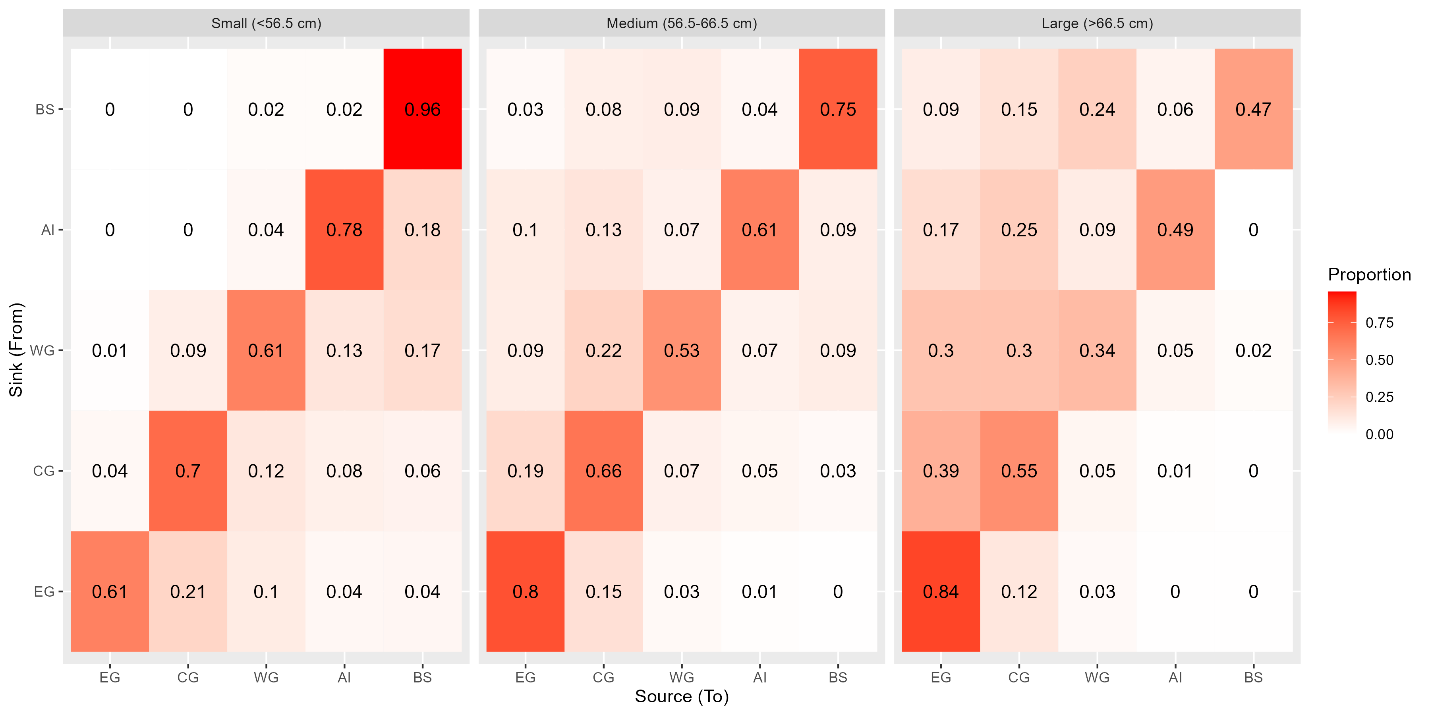 Small (<56.5 cm) Medium (56.5-66.5 cm) Large (>66.5 cm)
BS 0 0 0.02 0.02 0.96 0.03 0.08 0.09 0.04 0.75 0.09 0.15 0.24 0.06 0.47
AI 0 0 0.04 0.78 0.18 0.1 0.13 0.07 0.61 0.09 0.17 0.25 0.09 0.49 0
WG 0.01 0.09 0.61 0.13 0.17 0.09 0.22 0.53 0.07 0.09 0.3 0.3 0.34 0.05 0.02
CG 0.04 0.7 0.12 0.08 0.06 0.19 0.66 0.07 0.05 0.03 0.39 0.55 0.05 0.01 0
EG 0.61 0.21 0.1 0.04 0.04 0.8 0.15 0.03 0.01 0 0.84 0.12 0.03 0 0
EG CG WG AI BS EG CG WG AI BS EG CG WG AI BS
Source (To)
Sink (From)
Proportion
0.75
0.50
0.25
0.00